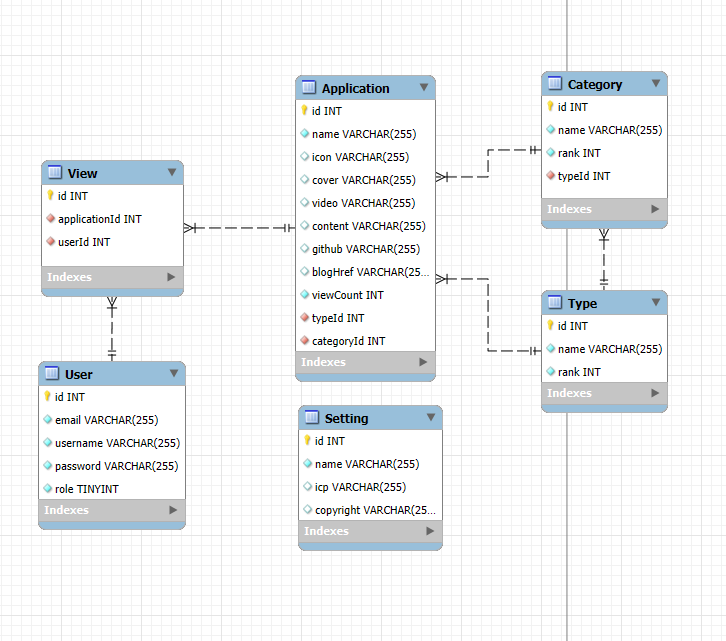 View
id INT
applicationId INT
userId INT
Indexes
User
id INT
email VARCHAR(255)
username VARCHAR(255)
password VARCHAR(255)
role TINYINT
Indexes
Application
id INT
name VARCHAR(255)
icon VARCHAR(255)
cover VARCHAR(255)
video VARCHAR(255)
content VARCHAR(255)
github VARCHAR(255)
blogHref VARCHAR(25...
viewCount INT
typeId INT
categoryId INT
Indexes
Setting
id INT
name VARCHAR(255)
icp VARCHAR(255)
copyright VARCHAR(25...
Indexes
Category
id INT
name VARCHAR(255)
rank INT
typeId INT
Indexes
Type
id INT
name VARCHAR(255)
rank INT
Indexes